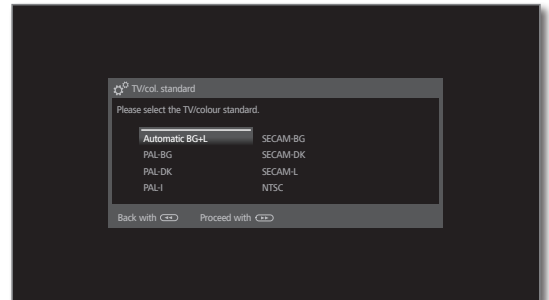 TV/col. standard
Please select the TV/colour standard.
Automatic BG+L SECAM-BG
PAL-BG SECAM-DK
PAL-DK SECAM-L
PAL-I NTSC
Back with Proceed with